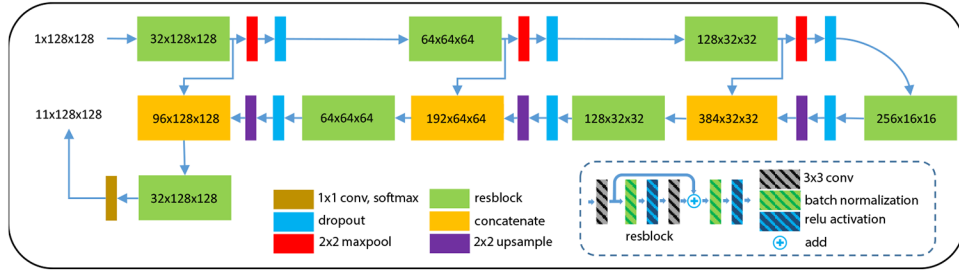 1x128x128
32x128x128
64x64x64
128x32x32
11x128x128
96x128x128
64x64x64
192x64x64
128x32x32
384x32x32
256x16x16
32x128x128
1x1 conv, softmax
dropout
2x2 maxpool
resblock
concatenate
2x2 upsample
resblock
3x3 conv
batch normalization
relu activation
add